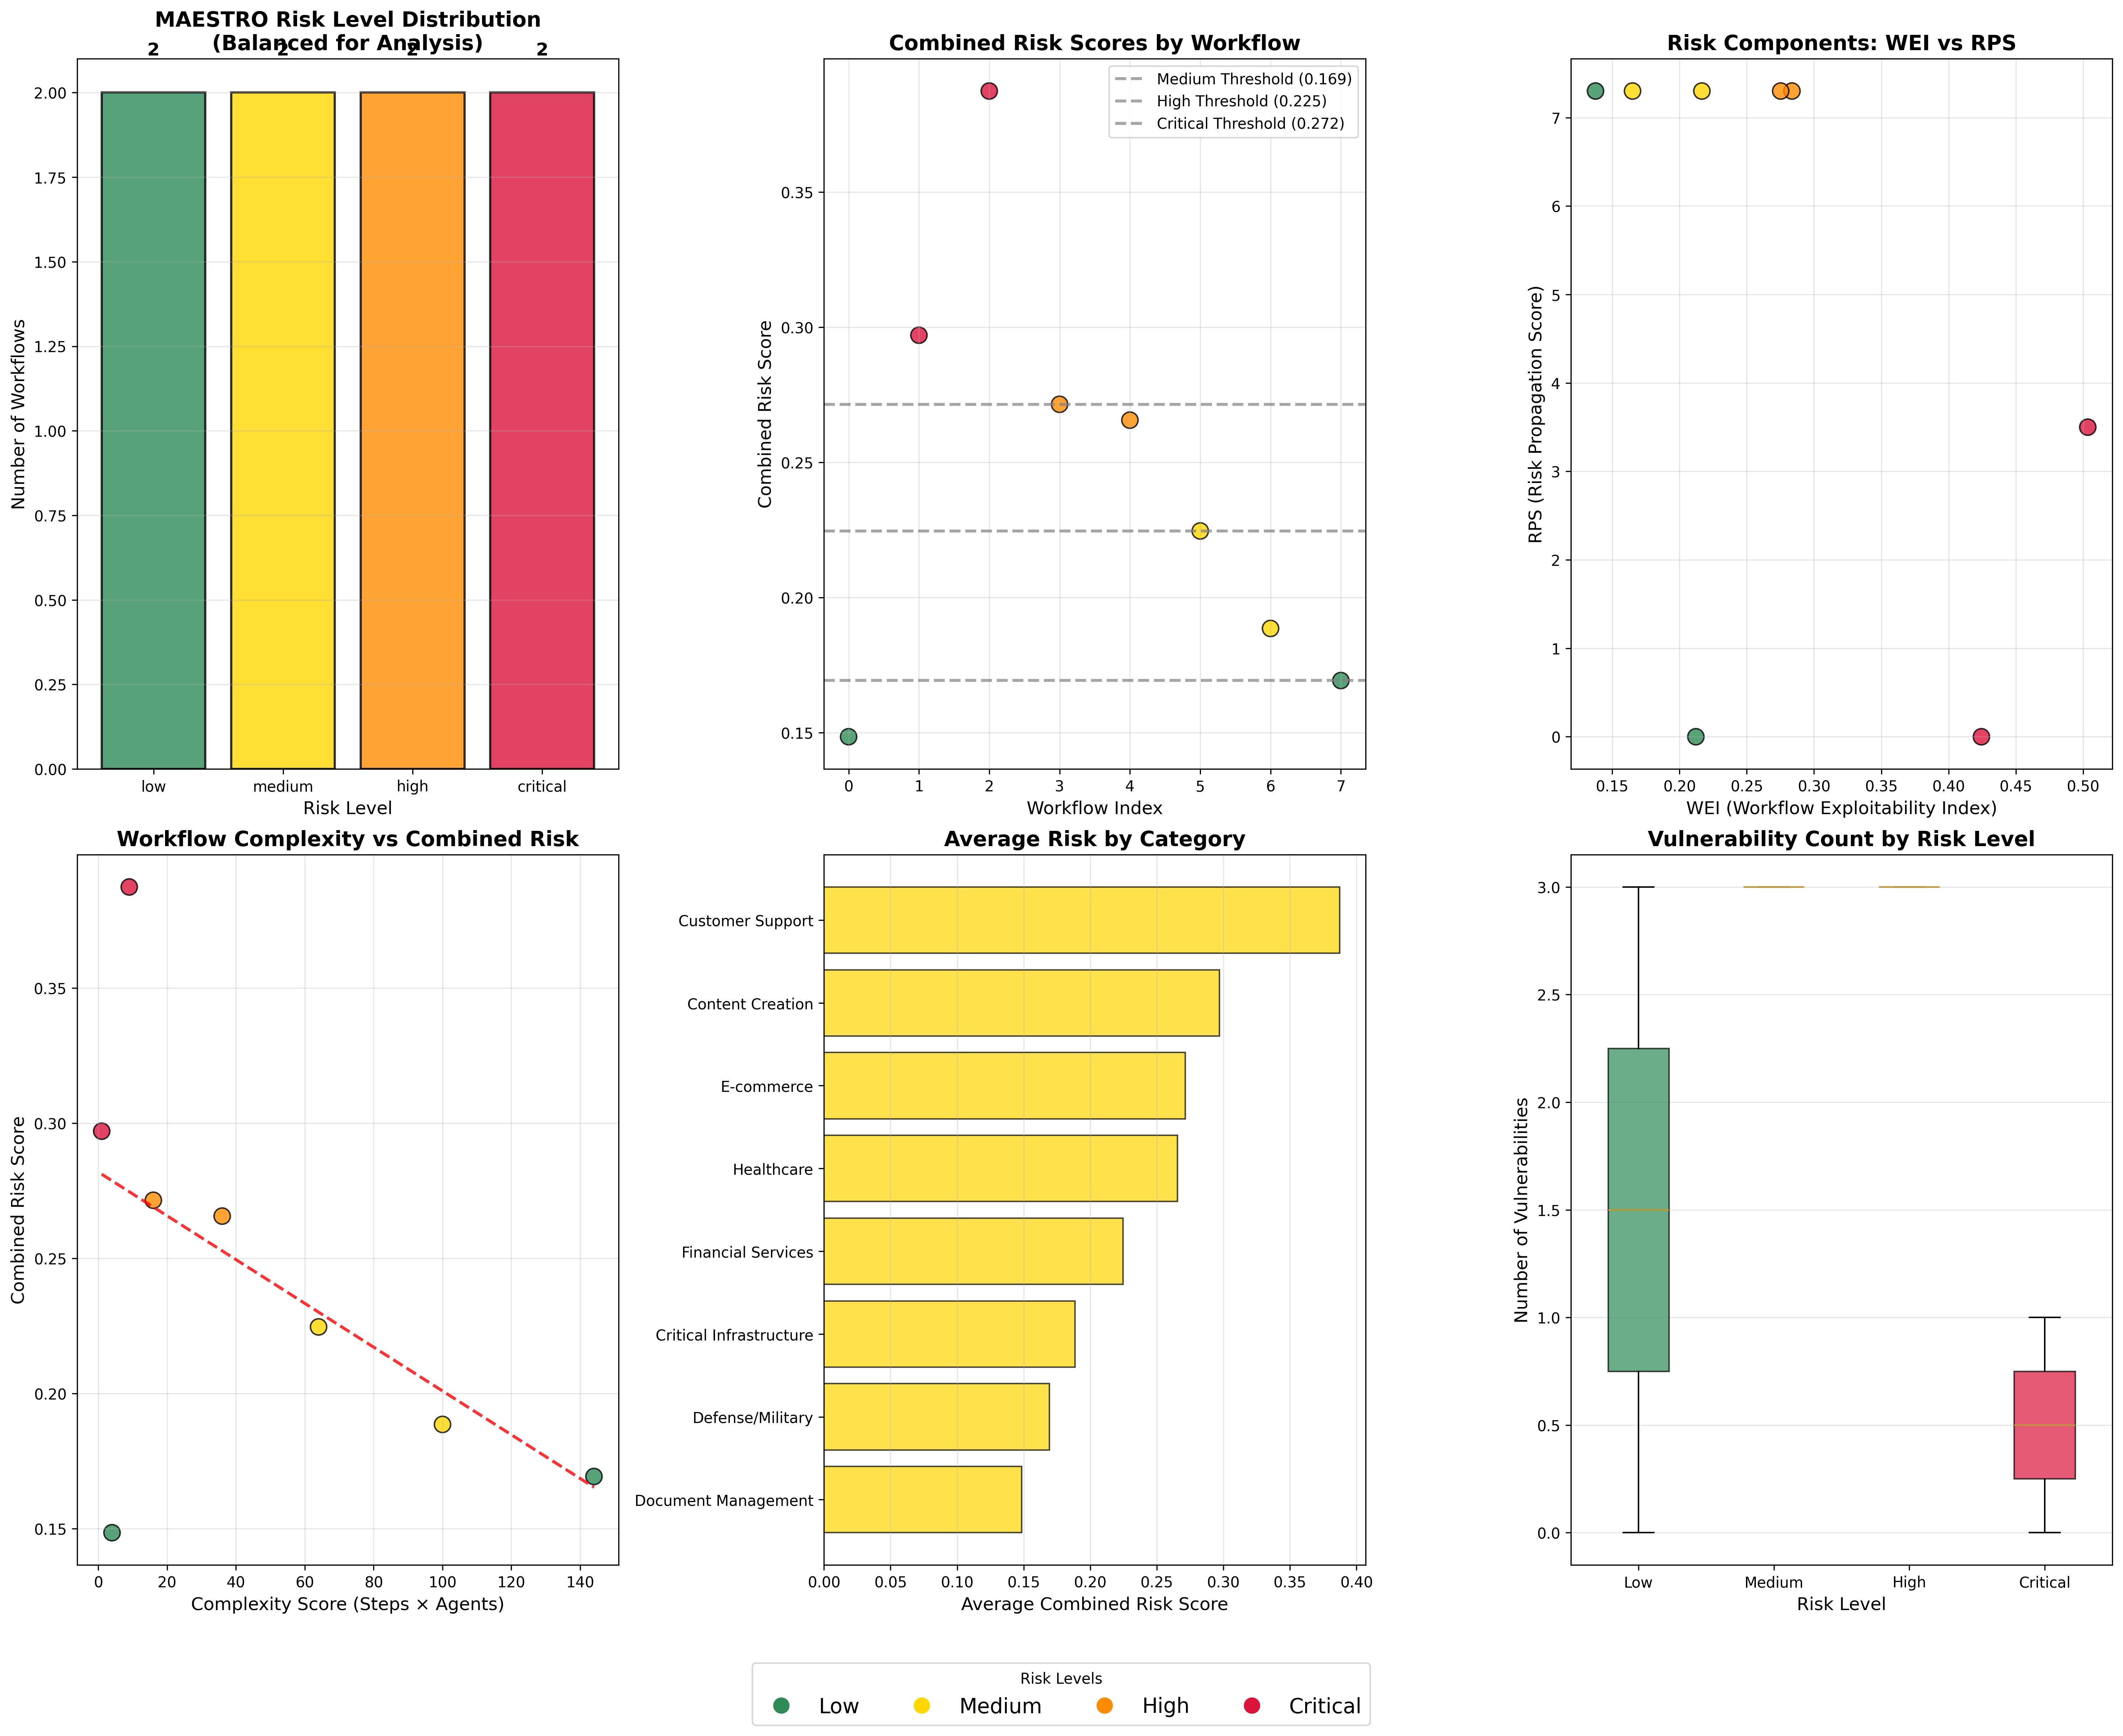 MAESTRO Risk Level Distribution
(Balanced for Analysis)
2 2 2 2
2.00
1.75
1.50
1.25
1.00
0.75
0.50
0.25
0.00
Number of Workflows
low medium high critical
Risk Level
Combined Risk Scores by Workflow
Medium Threshold (0.169)
High Threshold (0.225)
Critical Threshold (0.272)
0.35
0.30
0.25
0.20
0.15
Combined Risk Score
0 1 2 3 4 5 6 7
Workflow Index
Risk Components: WEI vs RPS
7
6
5
4
3
2
1
0
RPS (Risk Propagation Score)
0.15 0.20 0.25 0.30 0.35 0.40 0.45 0.50
WEI (Workflow Exploitability Index)
Workflow Complexity vs Combined Risk
0.35
0.30
0.25
0.20
0.15
Combined Risk Score
0 20 40 60 80 100 120 140
Complexity Score (Steps × Agents)
Average Risk by Category
Customer Support
Content Creation
E-commerce
Healthcare
Financial Services
Critical Infrastructure
Defense/Military
Document Management
0.00 0.05 0.10 0.15 0.20 0.25 0.30 0.35 0.40
Average Combined Risk Score
Vulnerability Count by Risk Level
3.0
2.5
2.0
1.5
1.0
0.5
0.0
Number of Vulnerabilities
Low Medium High Critical
Risk Level
Risk Levels
Low Medium High Critical